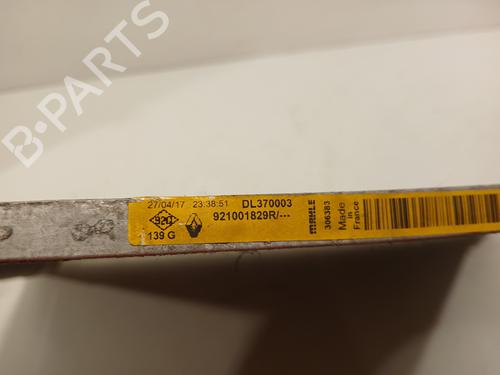 B-PARTS
27/04/17 23:38:51 DL370003
921001829R/---
139 G
MAHLE
306383
Made
in
France